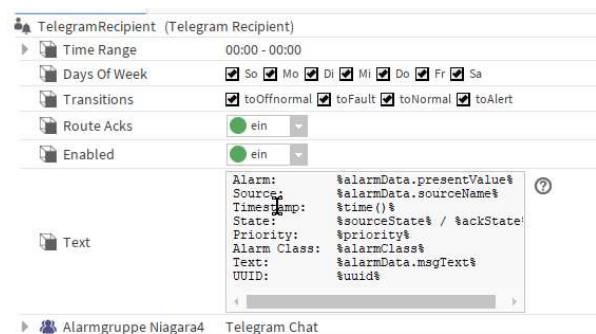 TelegramRecipient (Telegram Recipient)
Time Range 00:00 - 00:00
Days Of Week So Mo Di Mi Do Fr Sa
Transitions toOffnormal toFault toNormal toAlert
Route Acks ein
Enabled ein
Text
Alarm: %alarmData.presentValue%
Source: %alarmData.sourceName%
Timestamp: %time()%
State: %sourceState% / %ackState
Priority: %priority%
Alarm Class: %alarmClass%
Text: %alarmData.msgText%
UUID: %uuid%
Alarmgruppe Niagara4 Telegram Chat